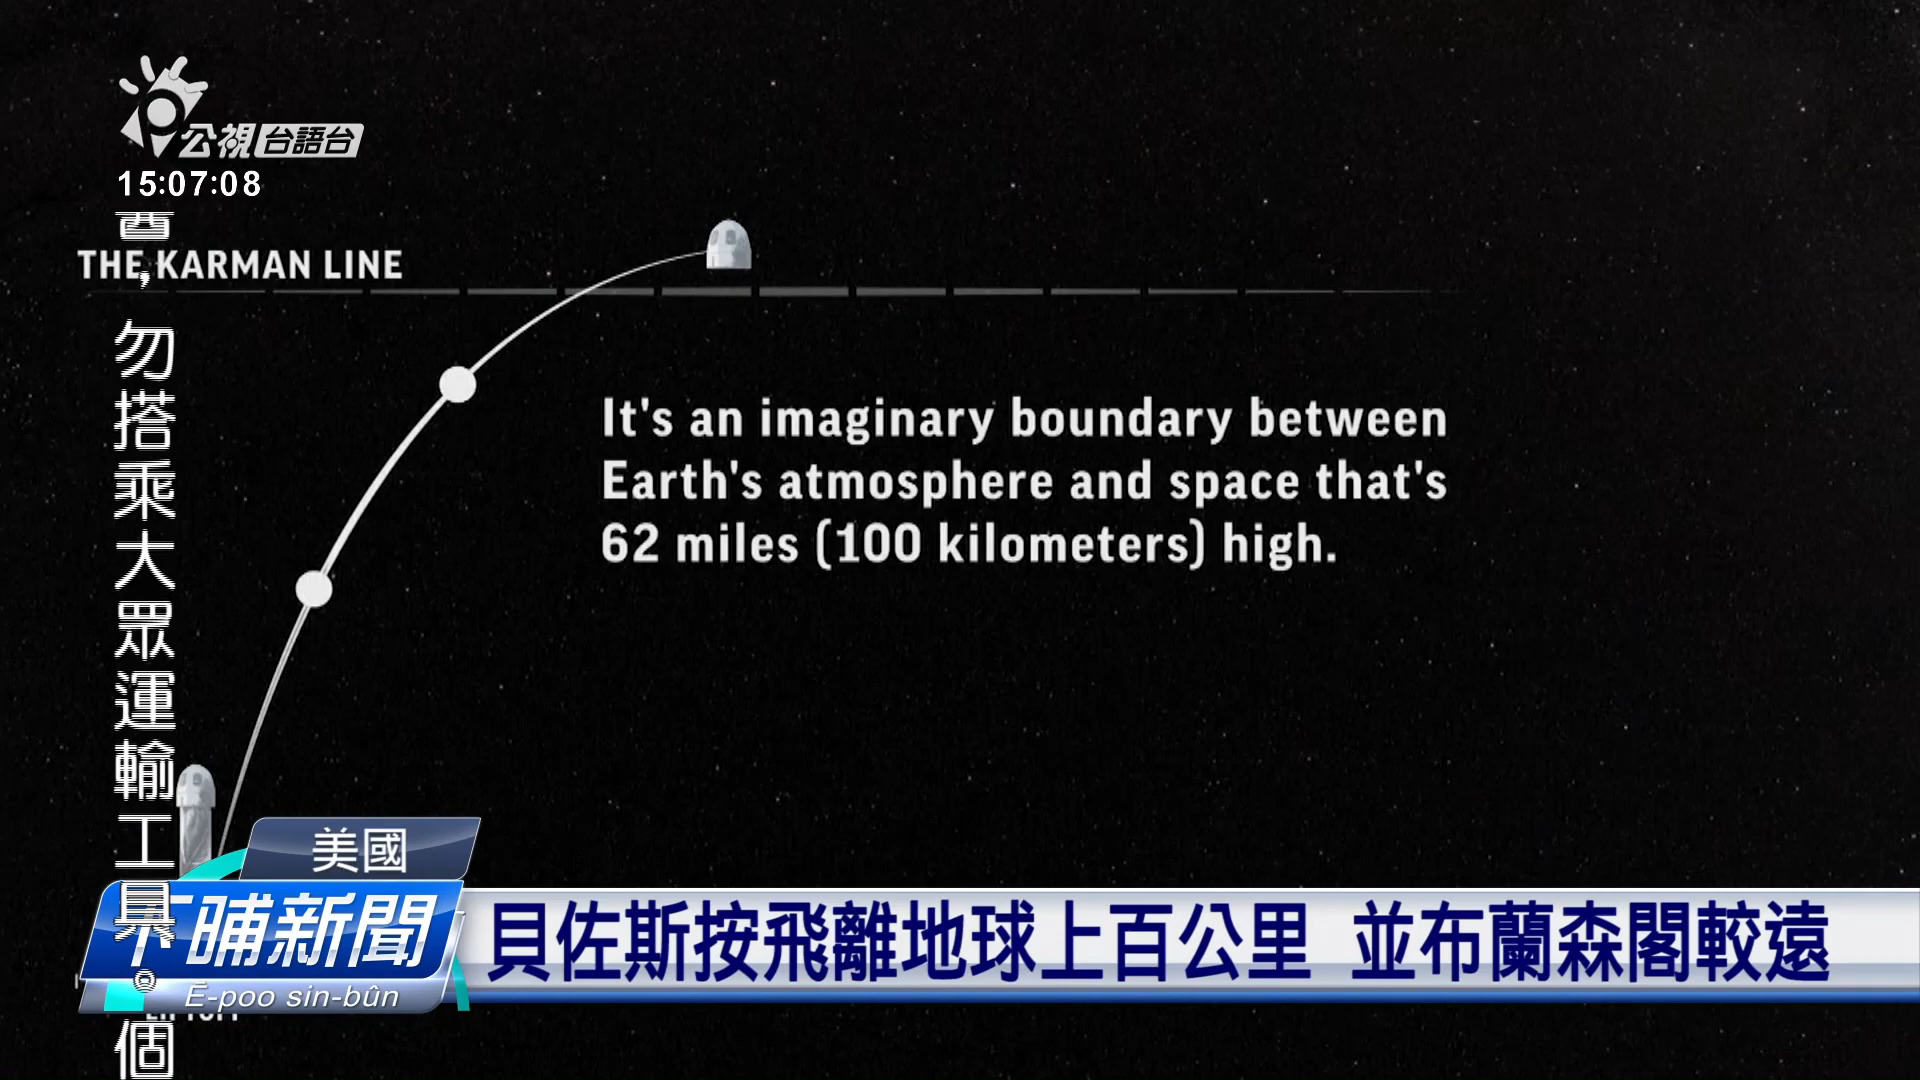 公視台語台
15:07:08
THE KARMAN LINE
，勿搭乘大眾運輸工具。個
It's an imaginary boundary between
Earth's atmosphere and space that's
62 miles (100 kilometers) high.
美國
下晡新聞
Ē-poo sin-bûn
貝佐斯按飛離地球上百公里 並布蘭森閣較遠